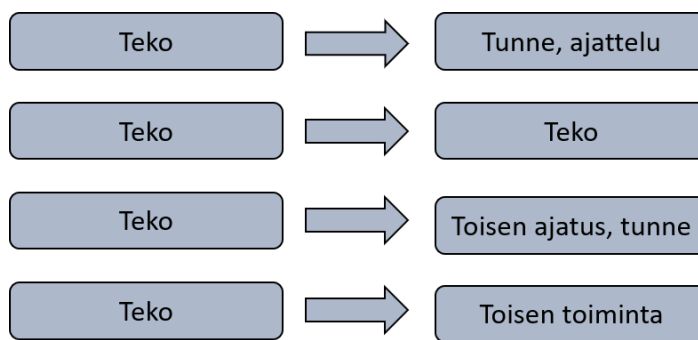 Teko
Tunne, ajattelu
Teko
Teko
Teko
Toisen ajatus, tunne
Teko
Toisen toiminta